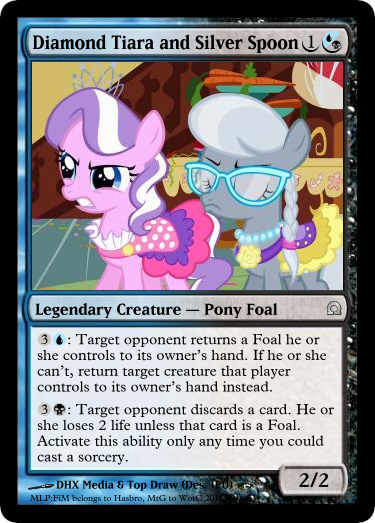 Diamond Tiara and Silver Spoon 1
Legendary Creature — Pony Foal
3: Target opponent returns a Foal he or
she controls to its owner's hand. If he or she
can't, return target creature that player
controls to its owner's hand instead.
3: Target opponent discards a card. He or
she loses 2 life unless that card is a Foal.
Activate this ability only any time you could
cast a sorcery.
DHX Media & Top Draw
2/2
MLP:FiM belongs to Hasbro, MtG to WotC